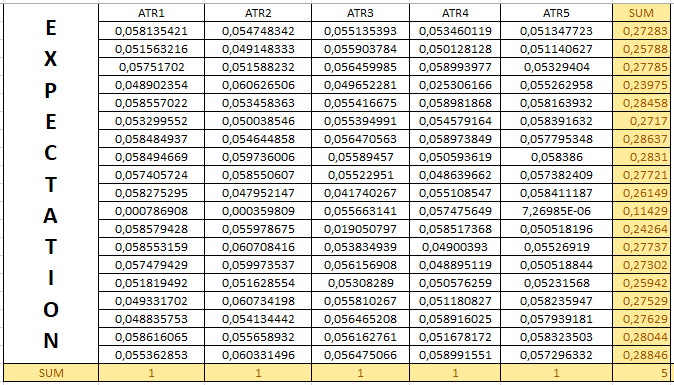 EXPECTATION
ATR1 ATR2 ATR3 ATR4 ATR5 SUM
0,058135421 0,054748342 0,055135393 0,053460119 0,051347723 0,27283
0,051563216 0,049148333 0,055903784 0,050128128 0,051140627 0,25788
0,05751702 0,051588232 0,056459985 0,058993977 0,05329404 0,27785
0,048902354 0,060626506 0,049652281 0,025306166 0,055262958 0,23975
0,058557022 0,053458363 0,055416675 0,058981868 0,058163932 0,28458
0,053299552 0,050038546 0,055394991 0,054579164 0,058391632 0,2717
0,058484937 0,054644858 0,056470563 0,058973849 0,057795348 0,28637
0,058494669 0,059736006 0,05589457 0,050593619 0,058386 0,2831
0,057405724 0,058550607 0,05522951 0,048639662 0,057382409 0,27721
0,058275295 0,047952147 0,041740267 0,055108547 0,058411187 0,26149
0,000786908 0,000359809 0,055663141 0,057475649 7,26985E-06 0,11429
0,058579428 0,055978675 0,019050797 0,058517368 0,050518196 0,24264
0,058553159 0,060708416 0,053834939 0,04900393 0,05526919 0,27737
0,057479429 0,059973537 0,056156908 0,048895119 0,050518844 0,27302
0,051819492 0,051628554 0,05308289 0,050576259 0,05231568 0,25942
0,049331702 0,060734198 0,055810267 0,051180827 0,058235947 0,27529
0,048835753 0,054134442 0,056465208 0,058916025 0,057939181 0,27629
0,058616065 0,055658932 0,056162761 0,051678172 0,058323503 0,28044
0,055362853 0,060331496 0,056475066 0,058991551 0,057296332 0,28846
SUM 1 1 1 1 1 5